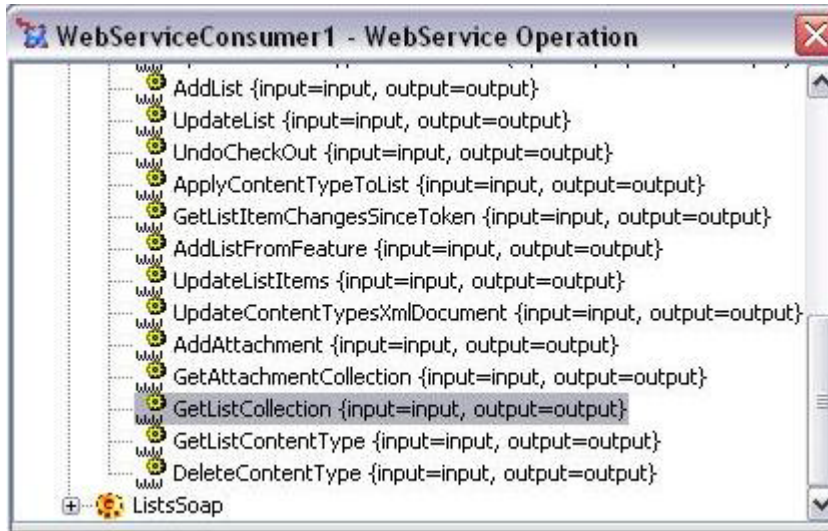 WebServiceConsumer1 - WebService Operation
AddList {input=input, output=output}
UpdateList {input=input, output=output}
UndoCheckOut {input=input, output=output}
ApplyContentTypeToList {input=input, output=output}
GetListItemChangesSinceToken {input=input, output=output}
AddListFromFeature {input=input, output=output}
UpdateListItems {input=input, output=output}
UpdateContentTypesXmlDocument {input=input, output=output}
AddAttachment {input=input, output=output}
GetAttachmentCollection {input=input, output=output}
GetListCollection {input=input, output=output}
GetListContentType {input=input, output=output}
DeleteContentType {input=input, output=output}
ListsSoap